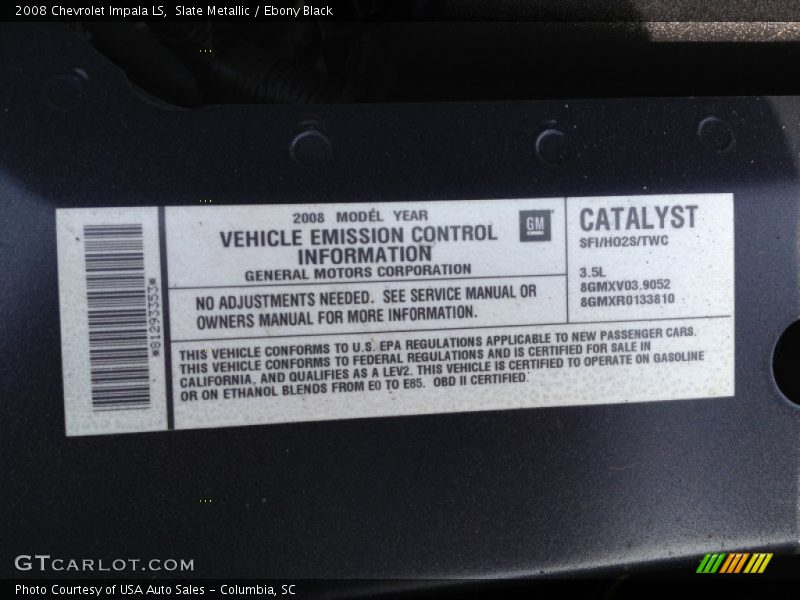 2008 Chevrolet Impala LS, Slate Metallic / Ebony Black
2008 MODEL YEAR
VEHICLE EMISSION CONTROL
INFORMATION
GENERAL MOTORS CORPORATION
GM
CATALYST
SFI/HO2S/TWC
3.5L
8GMXV03.9052
8GMXR0133810
NO ADJUSTMENTS NEEDED. SEE SERVICE MANUAL OR
OWNERS MANUAL FOR MORE INFORMATION.
THIS VEHICLE CONFORMS TO U.S. EPA REGULATIONS APPLICABLE TO NEW PASSENGER CARS.
THIS VEHICLE CONFORMS TO FEDERAL REGULATIONS AND IS CERTIFIED FOR SALE IN
CALIFORNIA, AND QUALIFIES AS A LEV2. THIS VEHICLE IS CERTIFIED TO OPERATE ON GASOLINE
OR ON ETHANOL BLENDS FROM E0 TO E85. OBD II CERTIFIED.
*81293353*
GTCARLOT.COM
Photo Courtesy of USA Auto Sales - Columbia, SC